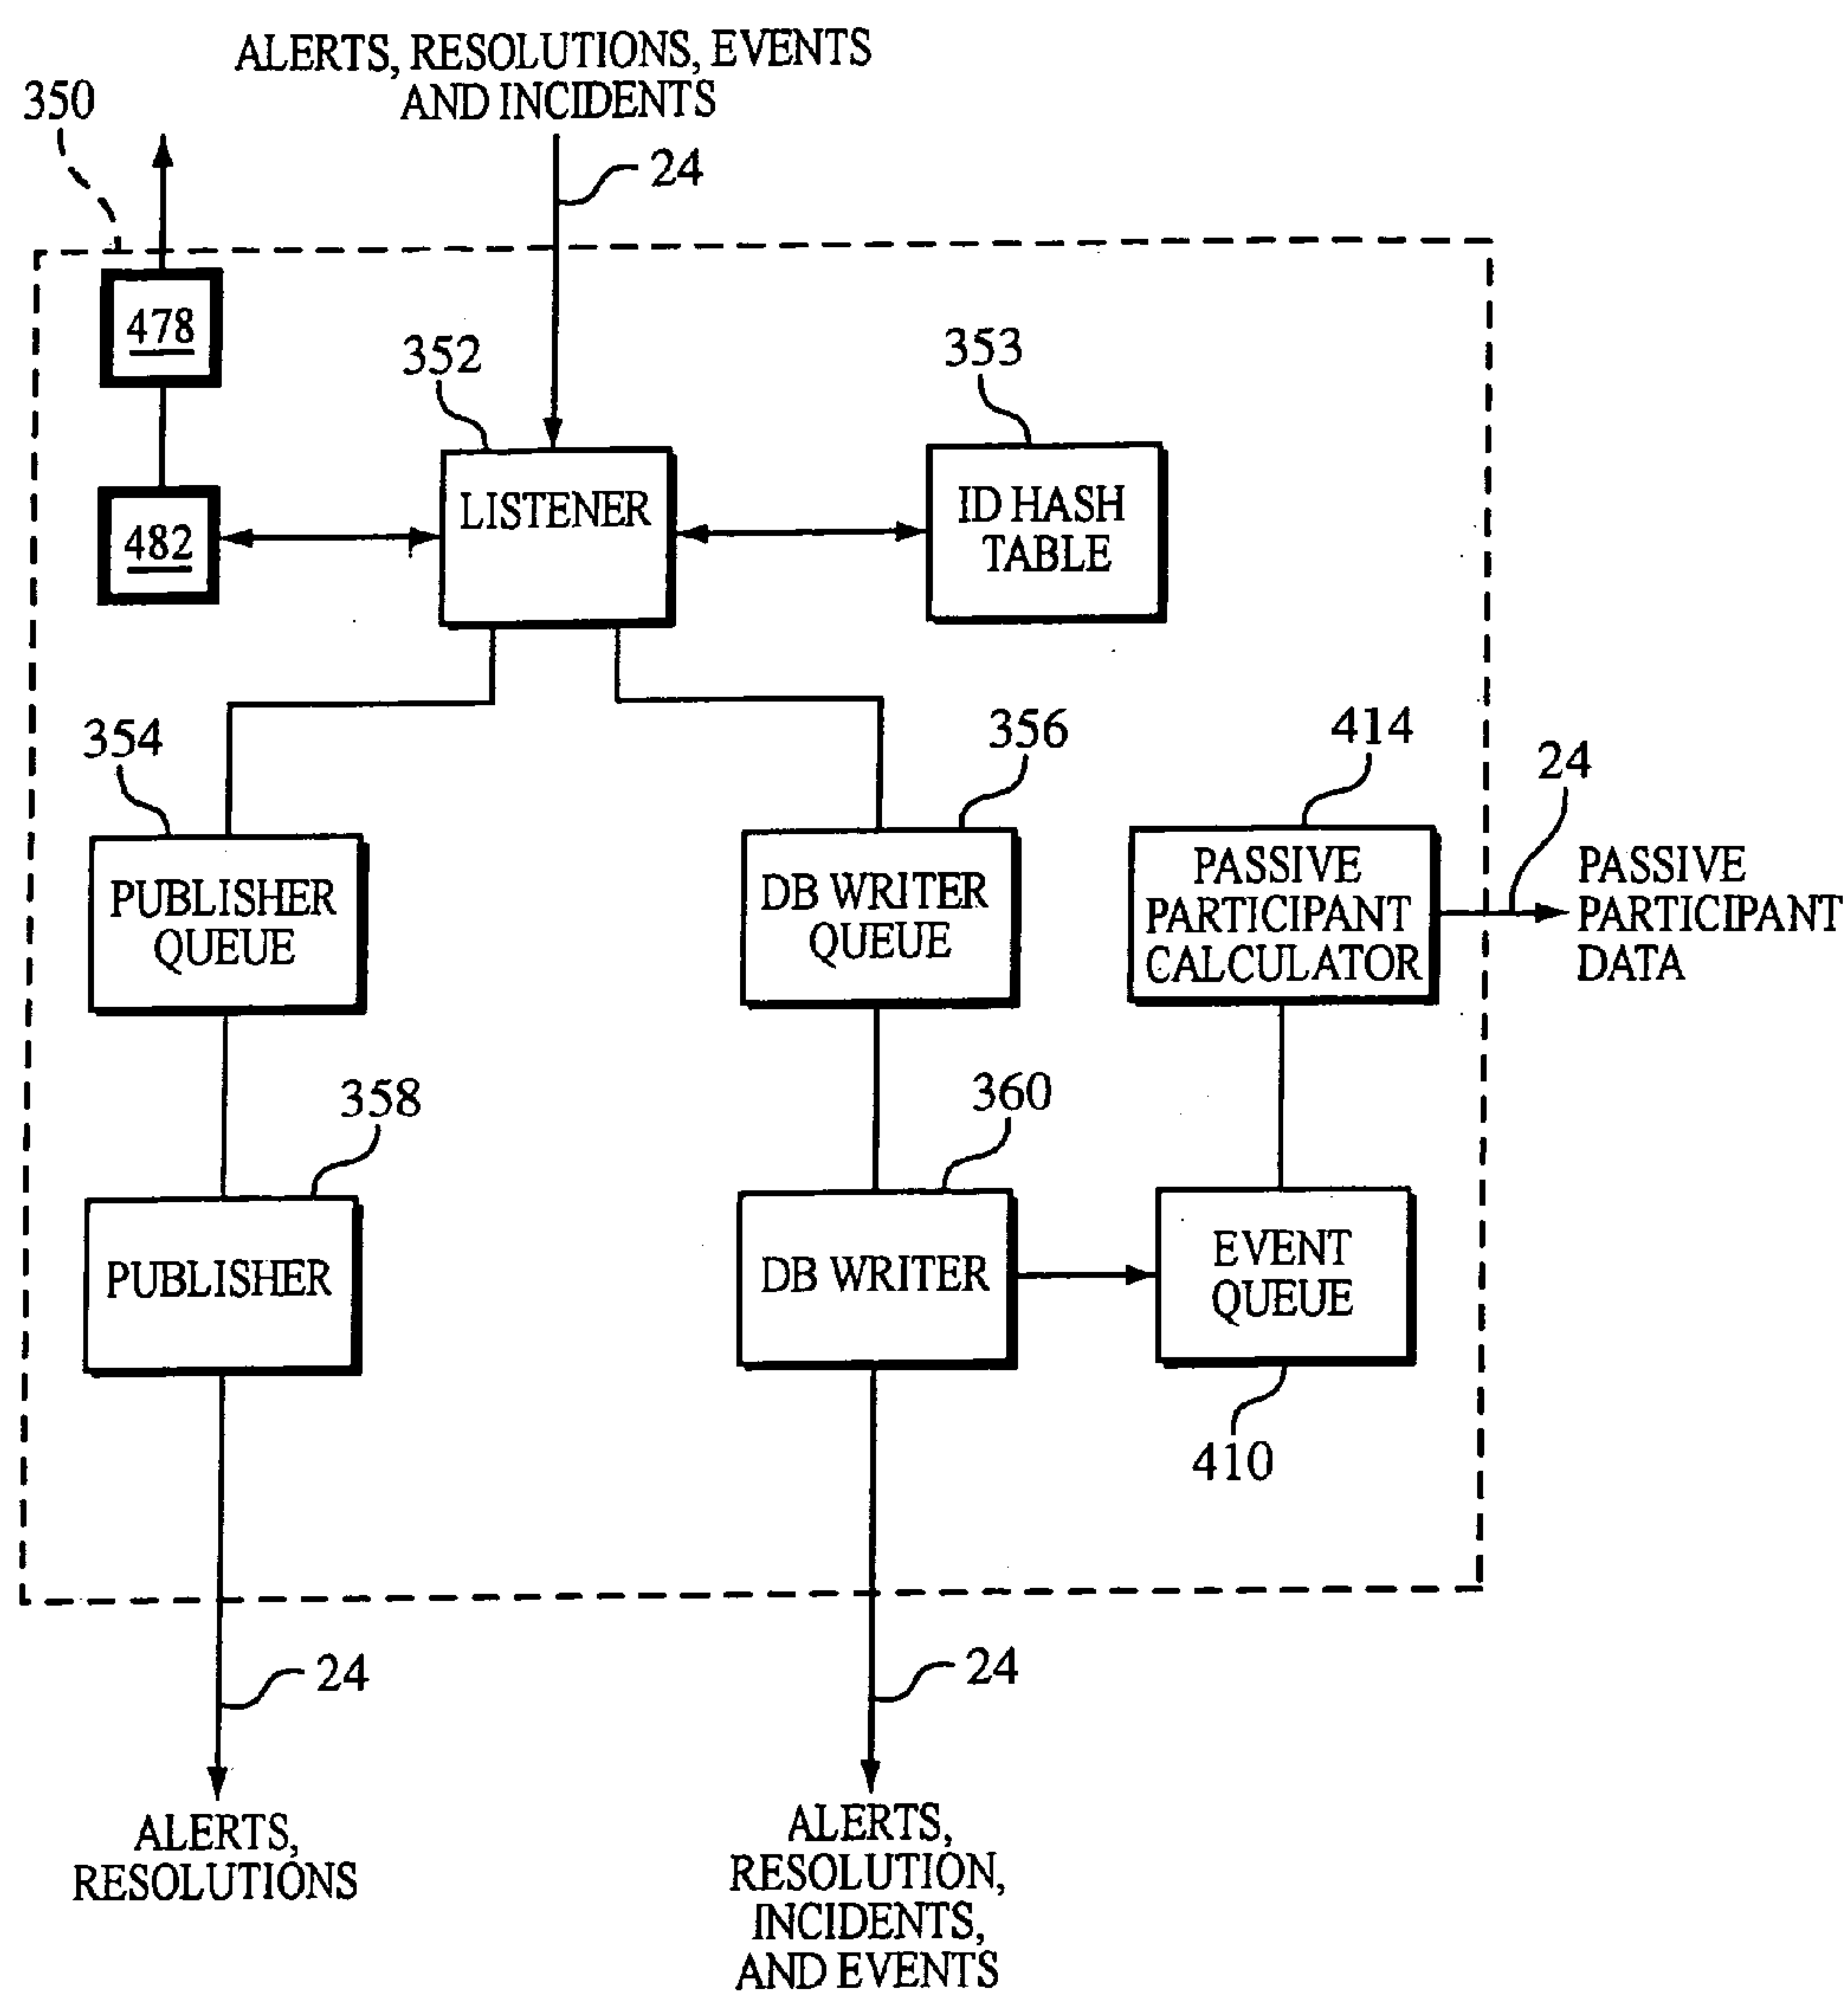 ALERTS, RESOLUTIONS, EVENTS
AND INCIDENTS
350
24
478
352
353
LISTENER
ID HASH
TABLE
482
354
356
414
24
PUBLISHER
QUEUE
DB WRITER
QUEUE
PASSIVE
PARTICIPANT
CALCULATOR
PASSIVE
PARTICIPANT
DATA
358
360
PUBLISHER
DB WRITER
EVENT
QUEUE
410
24
24
ALERTS,
RESOLUTIONS
ALERTS,
RESOLUTION,
INCIDENTS,
AND EVENTS